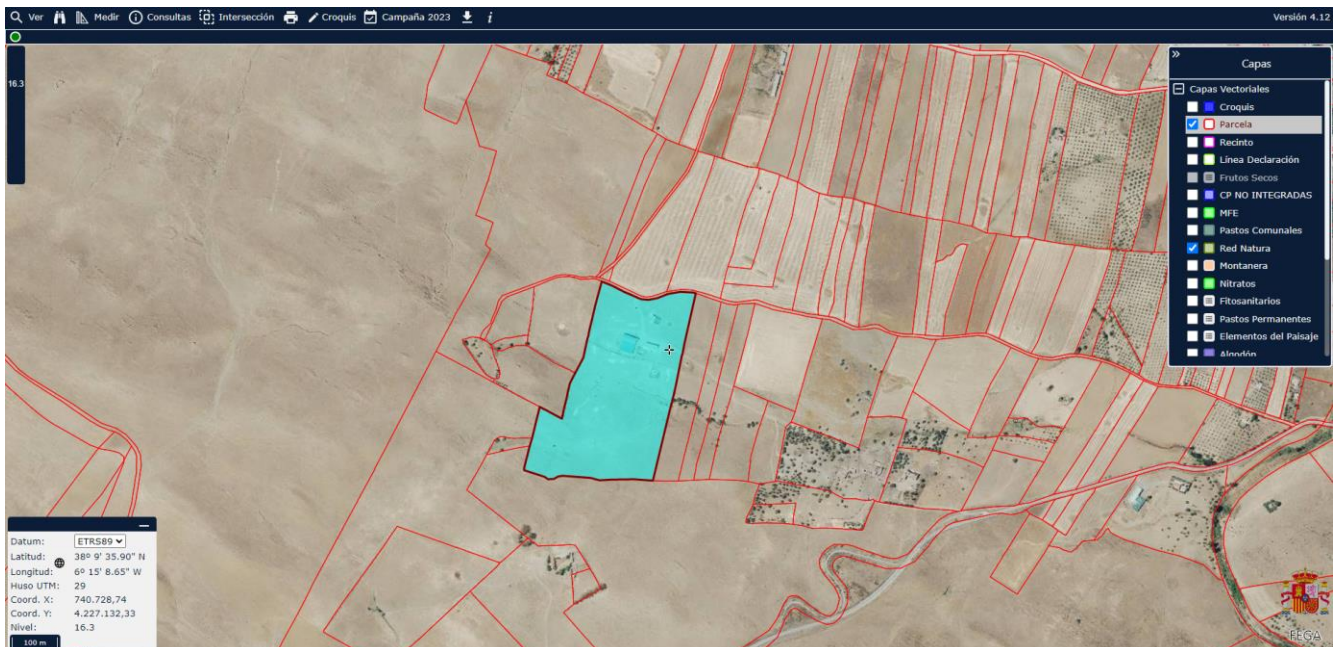 Ver Medir Consultas Intersección Croquis Campaña 2023 i Versión 4.12
16.3
Capas
Capas Vectoriales
Croquis
Parcela
Recinto
Línea Declaración
Frutos Secos
CP NO INTEGRADAS
MFE
Pastos Comunales
Red Natura
Montanera
Nitratos
Fitosanitarios
Pastos Permanentes
Elementos del Paisaje
Algodón
Datum: ETRS89
Latitud: 38º 9' 35.90" N
Longitud: 6º 15' 8.65" W
Huso UTM: 29
Coord. X: 740.728,74
Coord. Y: 4.227.132,33
Nivel: 16.3
100 m
FEGA